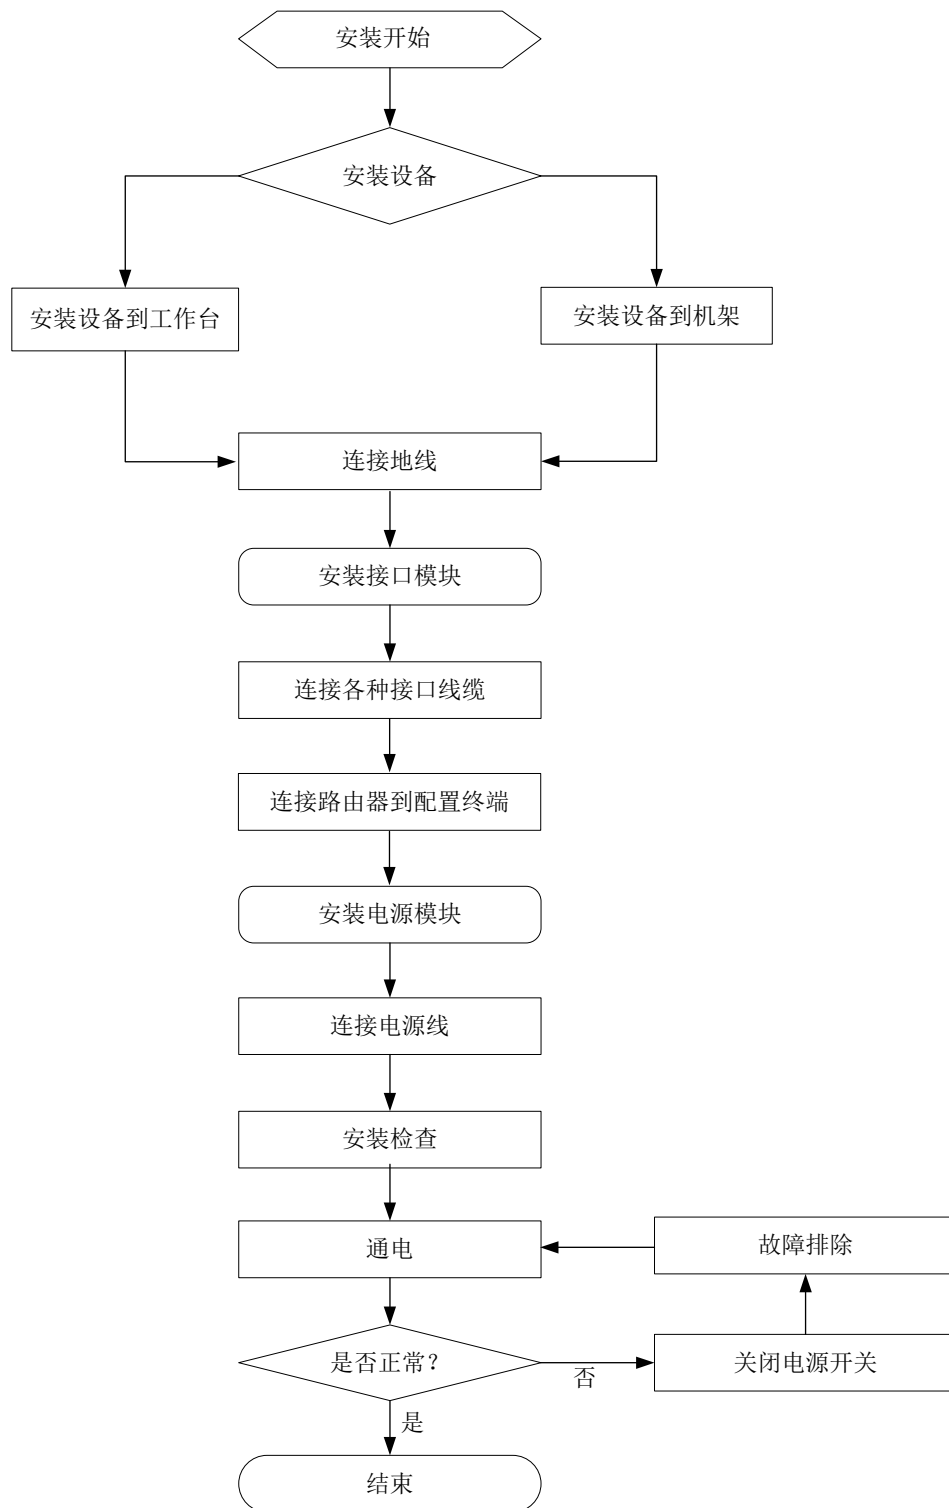 安装开始
安装设备
安装设备到工作台
安装设备到机架
连接地线
安装接口模块
连接各种接口线缆
连接路由器到配置终端
安装电源模块
连接电源线
安装检查
通电
故障排除
是否正常？
否
关闭电源开关
是
结束